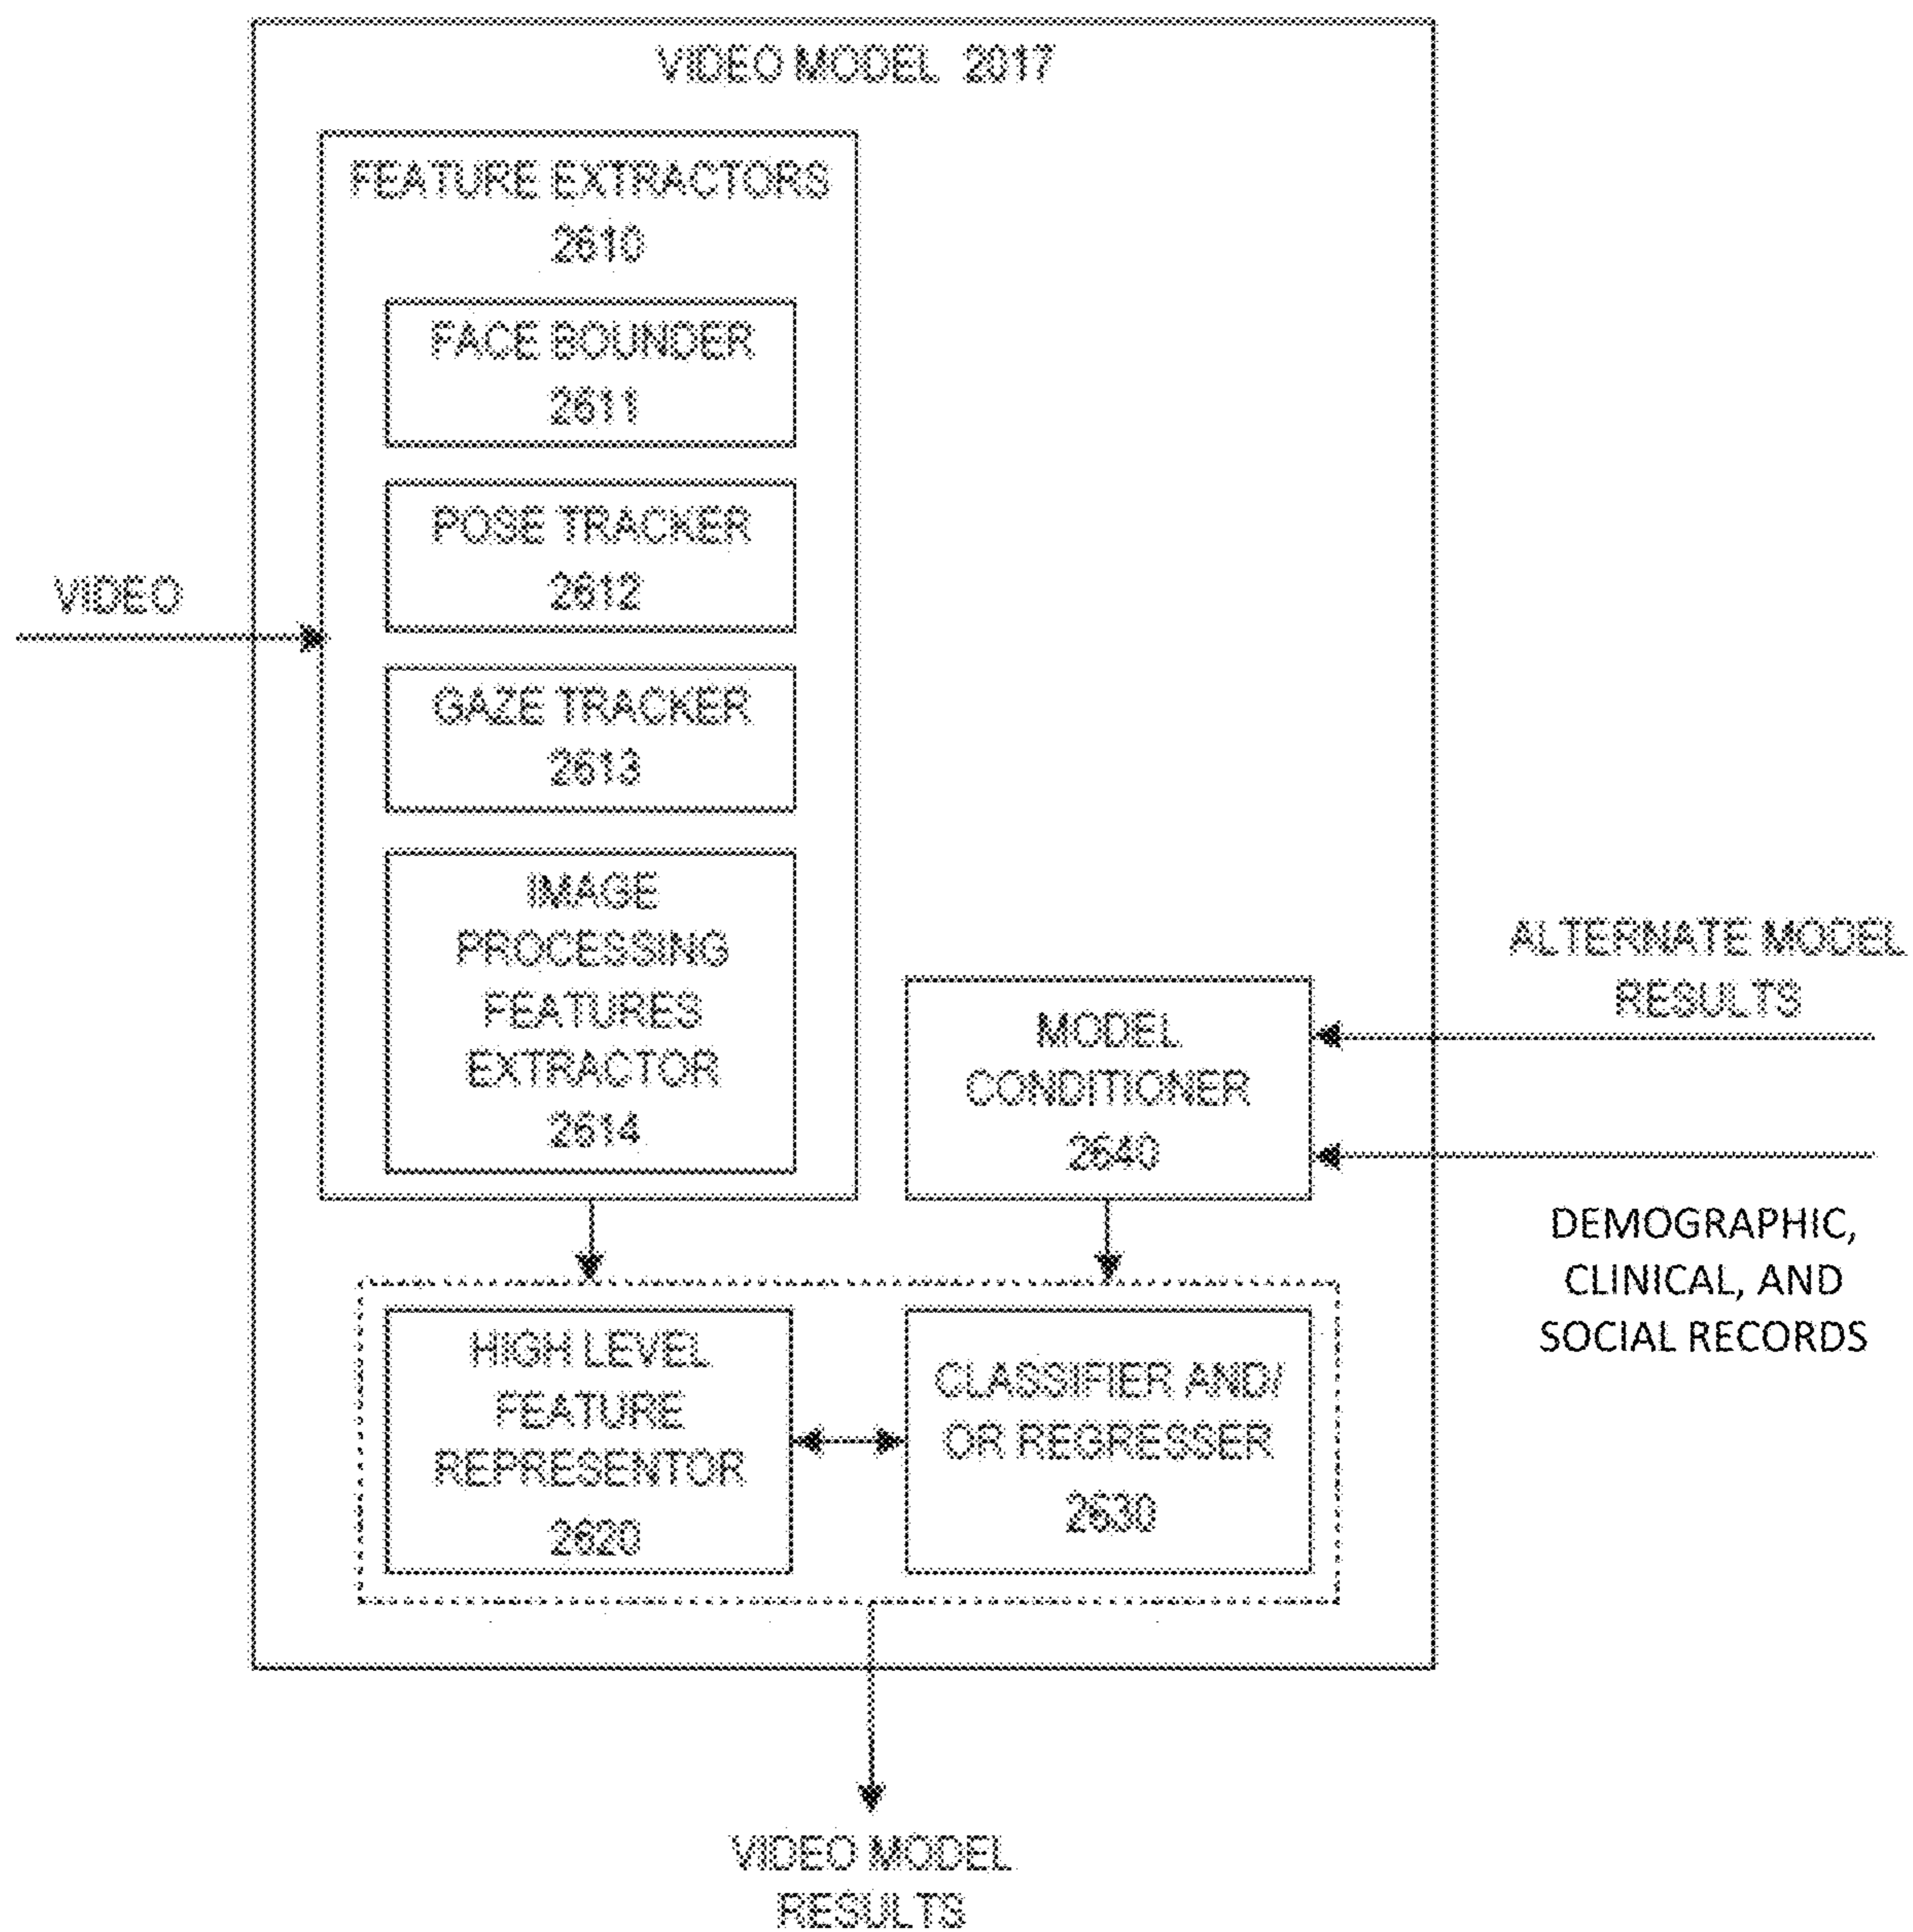 VIDEO MODEL 2017
FEATURE EXTRACTORS
2610
FACE BOUNDER
2611
POSE TRACKER
2612
VIDEO
GAZE TRACKER
2613
IMAGE
PROCESSING
FEATURES
EXTRACTOR
2614
MODEL
CONDITIONER
2640
ALTERNATE MODEL
RESULTS
DEMOGRAPHIC,
CLINICAL, AND
SOCIAL RECORDS
HIGH LEVEL
FEATURE
REPRESENTOR
2620
CLASSIFIER AND/
OR REGRESSER
2630
VIDEO MODEL
RESULTS